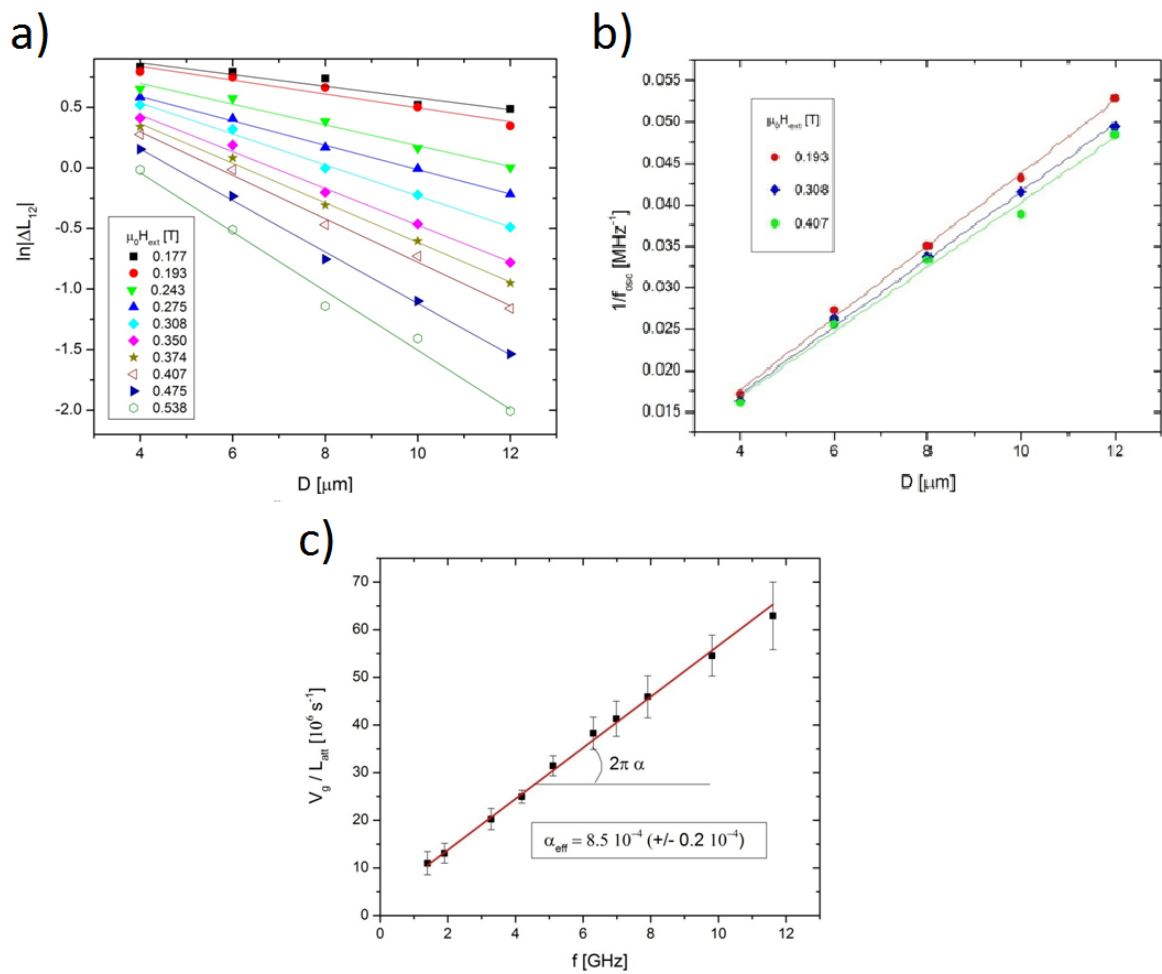 a)
ln|ΔL12|
0.5
0.0
-0.5
-1.0
-1.5
-2.0
μ0Hext [T]
0.177
0.193
0.243
0.275
0.308
0.350
0.374
0.407
0.475
0.538
4 6 8 10 12
D [μm]
b)
1/fosc [MHz-1]
0.055
0.050
0.045
0.040
0.035
0.030
0.025
0.020
0.015
μ0Hext [T]
0.193
0.308
0.407
4 6 8 10 12
D [μm]
c)
Vg / Latt [10^6 s^-1]
70
60
50
40
30
20
10
0
2π α
αeff = 8.5 10^-4 (+/- 0.2 10^-4)
0 2 4 6 8 10 12
f [GHz]